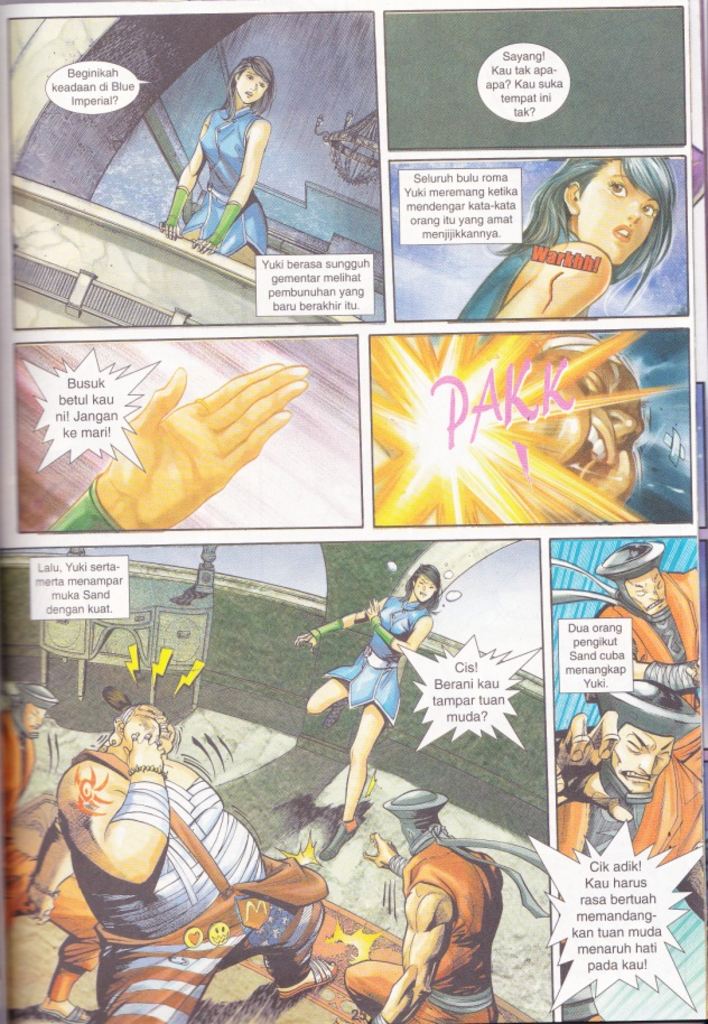 Beginikah
keadaan di Blue
Imperial?
Yuki berasa sungguh
gementar melihat
pembunuhan yang
baru berakhir itu.
Sayang!
Kau tak apa-
apa? Kau suka
tempat ini
tak?
Seluruh bulu roma
Yuki meremang ketika
mendengar kata-kata
orang itu yang amat
menjijikkannya.
Warkhh!
Busuk
betul kau
ni! Jangan
ke mari!
PAKK
!
Lalu, Yuki serta-
merta menampar
muka Sand
dengan kuat.
Cis!
Berani kau
tampar tuan
muda?
M
Dua orang
pengikut
Sand cuba
menangkap
Yuki.
Cik adik!
Kau harus
rasa bertuah
memandang-
kan tuan muda
menaruh hati
pada kau!